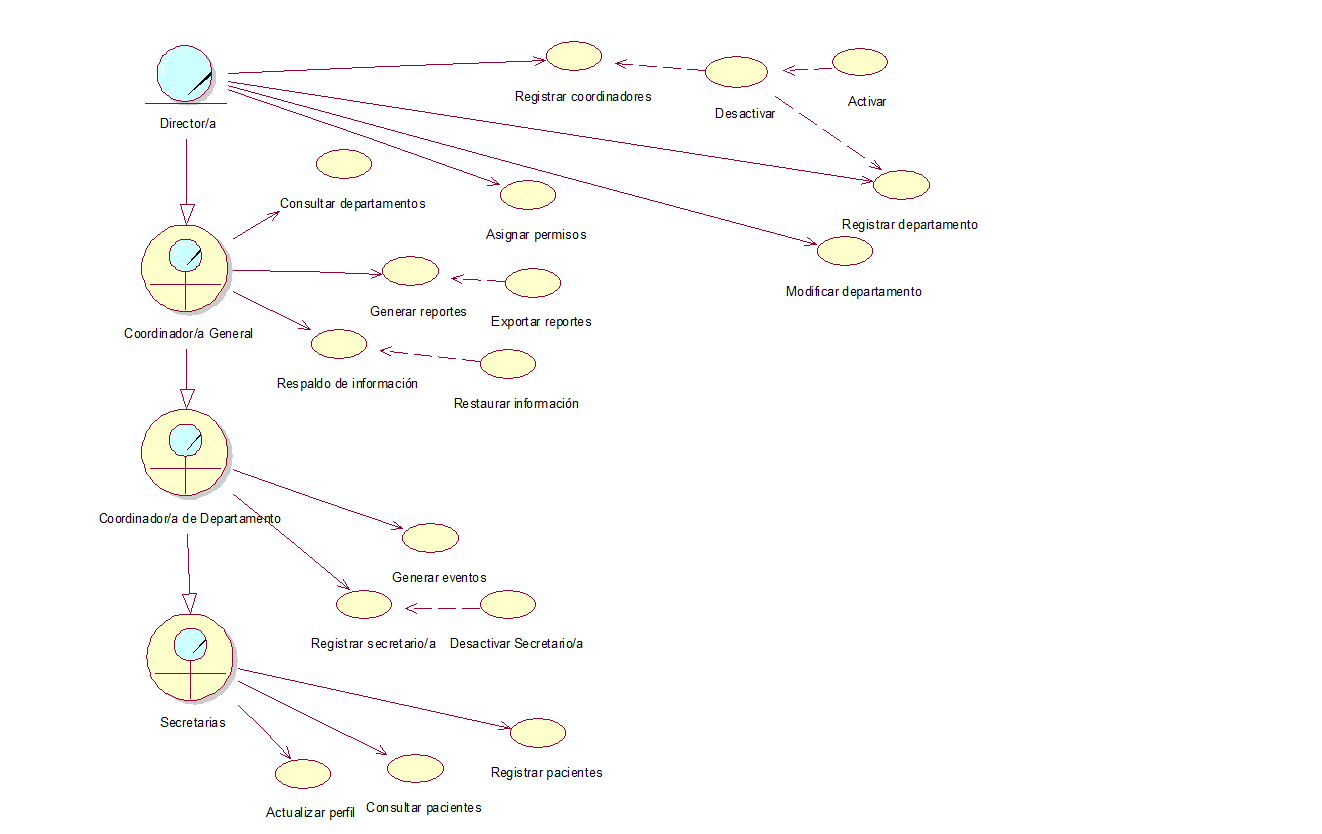 Registrar coordinadores
Desactivar
Activar
Director/a
Consultar departamentos
Asignar permisos
Registrar departamento
Modificar departamento
Generar reportes
Exportar reportes
Coordinador/a General
Respaldo de información
Restaurar información
Coordinador/a de Departamento
Generar eventos
Registrar secretario/a
Desactivar Secretario/a
Secretarias
Registrar pacientes
Actualizar perfil
Consultar pacientes